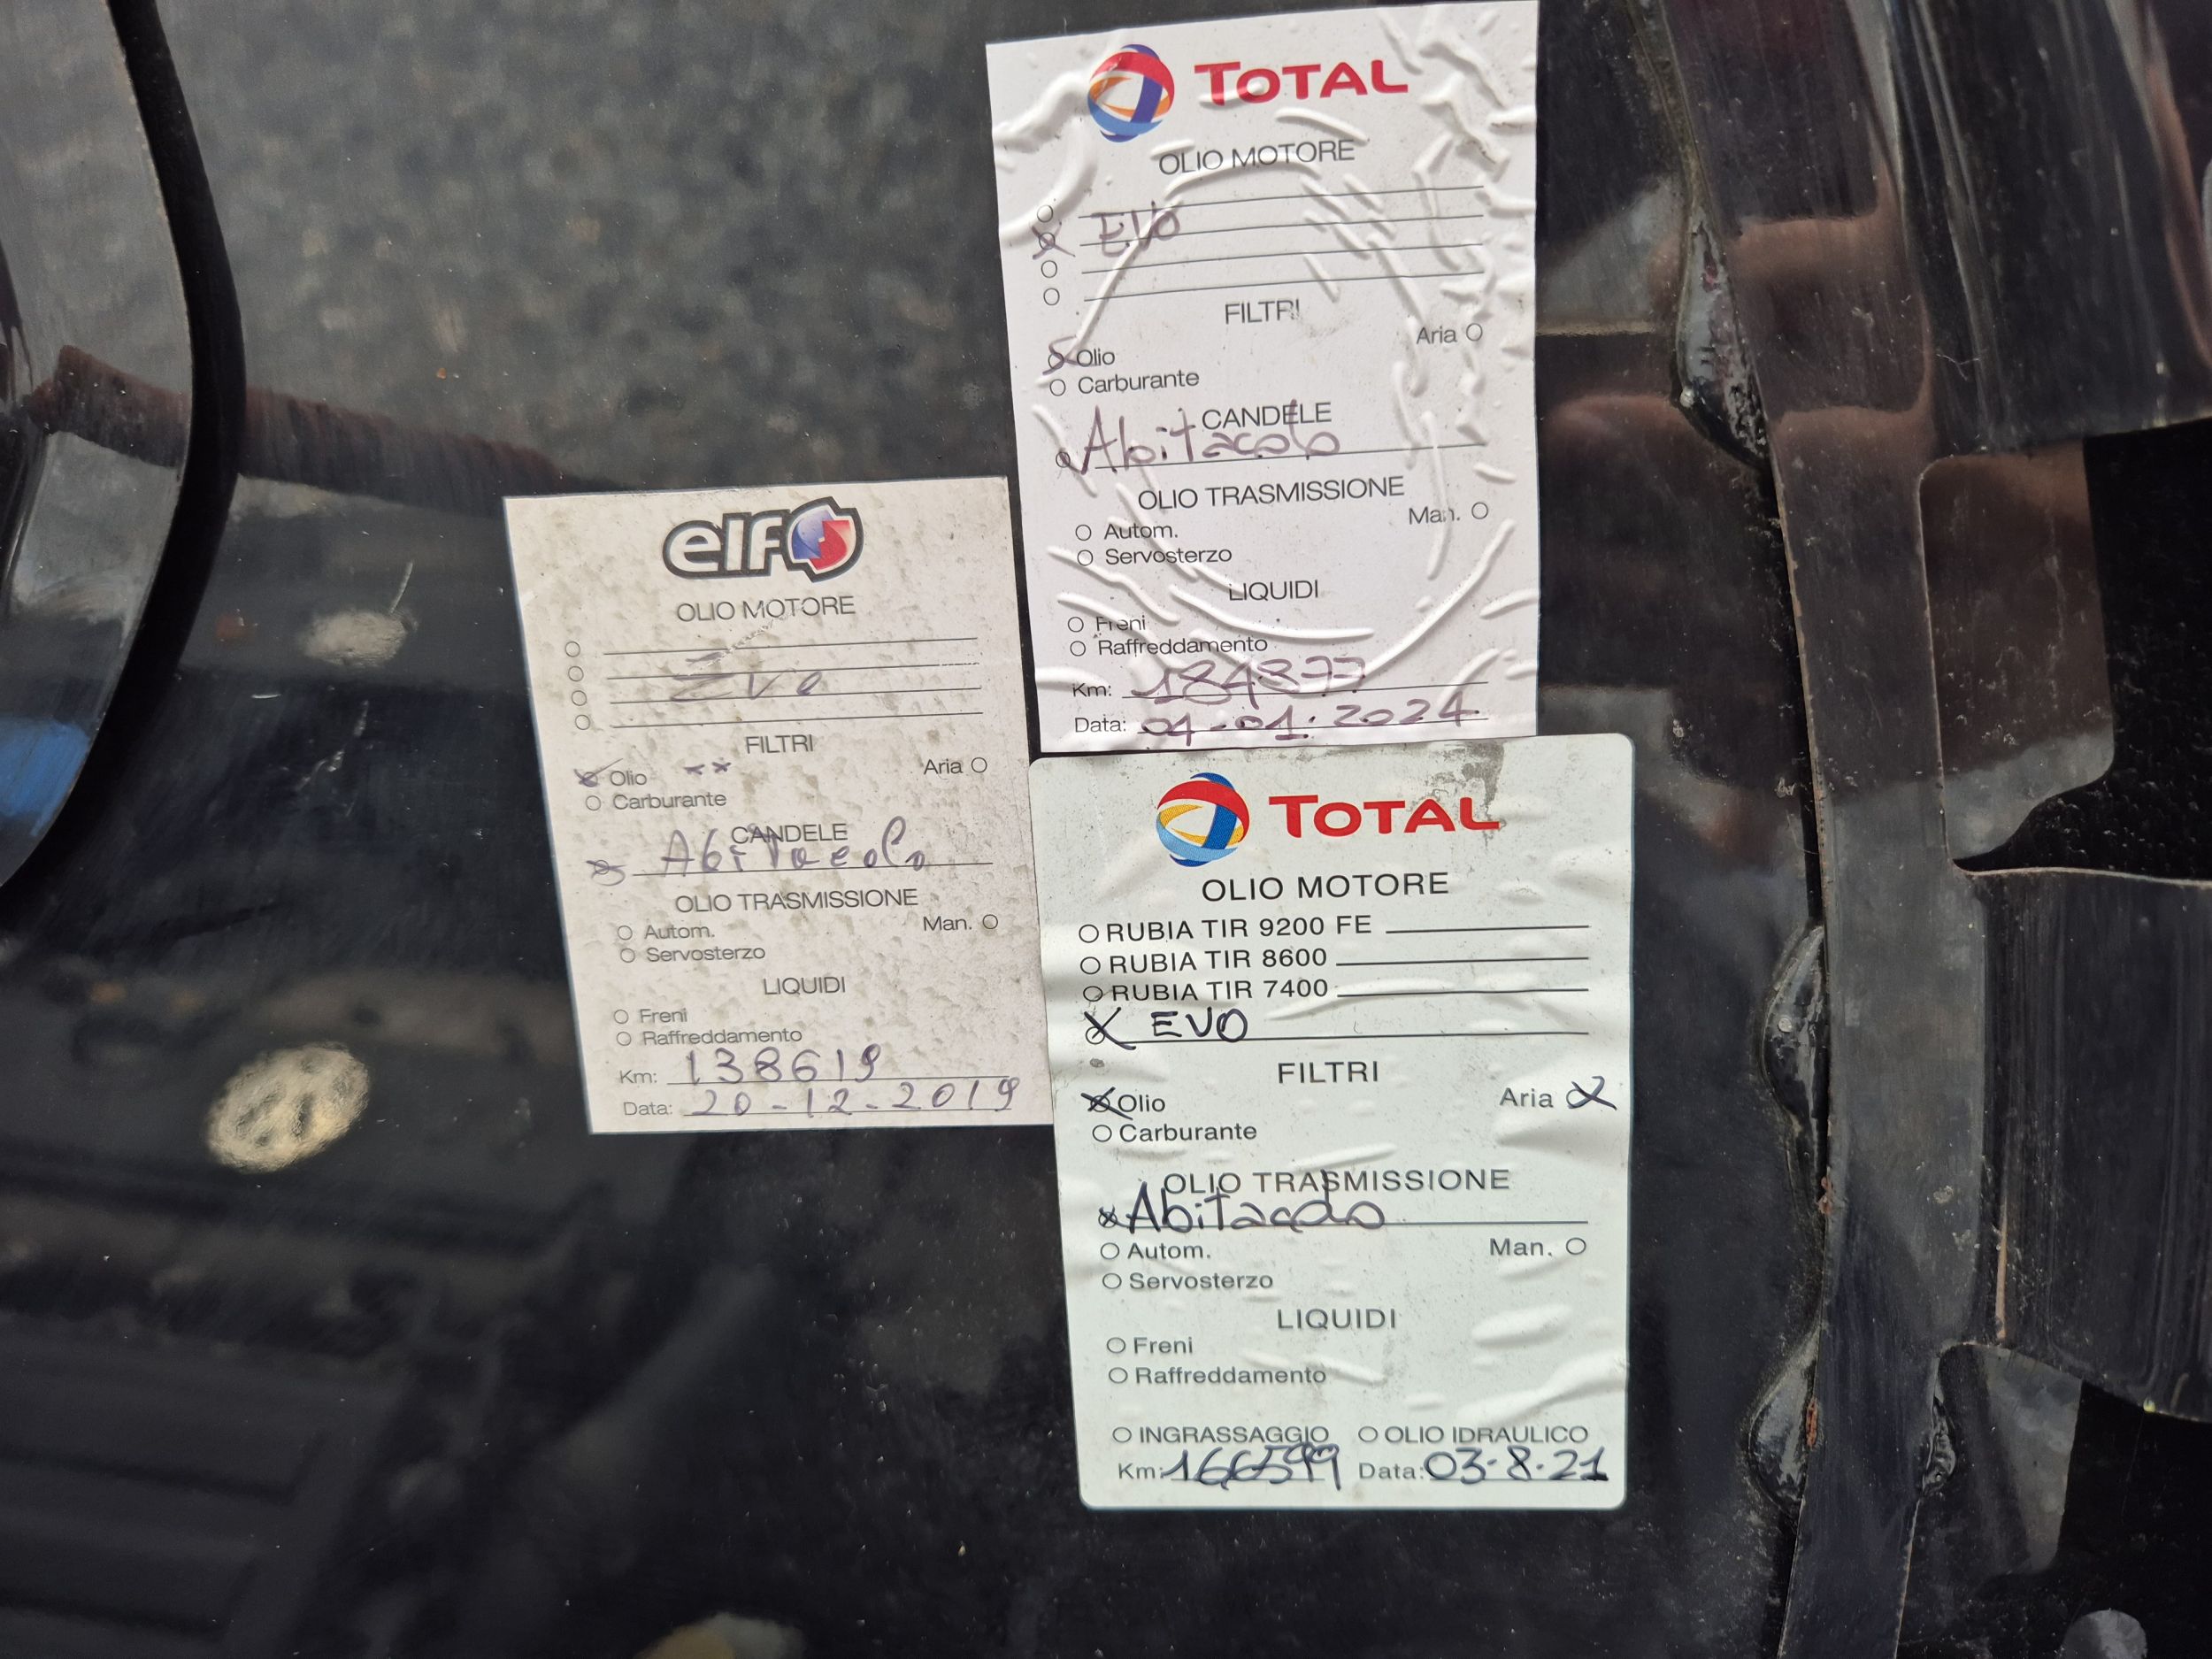 TOTAL
OLIO MOTORE
EVO
FILTRI
Olio Aria
Carburante
CANDELE
Abitacolo
OLIO TRASMISSIONE
Autom. Man.
Servosterzo
LIQUIDI
Freni
Raffreddamento
Km: 184877
Data: 04-01.2024
elf
OLIO MOTORE
Evo
FILTRI
Olio xx Aria
Carburante
CANDELE
Abitacolo
OLIO TRASMISSIONE
Autom. Man.
Servosterzo
LIQUIDI
Freni
Raffreddamento
Km: 138619
Data: 20-12-2019
TOTAL
OLIO MOTORE
RUBIA TIR 9200 FE
RUBIA TIR 8600
RUBIA TIR 7400
X EVO
FILTRI
Olio Aria
Carburante
OLIO TRASMISSIONE
Abitacolo
Autom. Man.
Servosterzo
LIQUIDI
Freni
Raffreddamento
INGRASSAGGIO OLIO IDRAULICO
Km: 166599 Data: 03-8-21